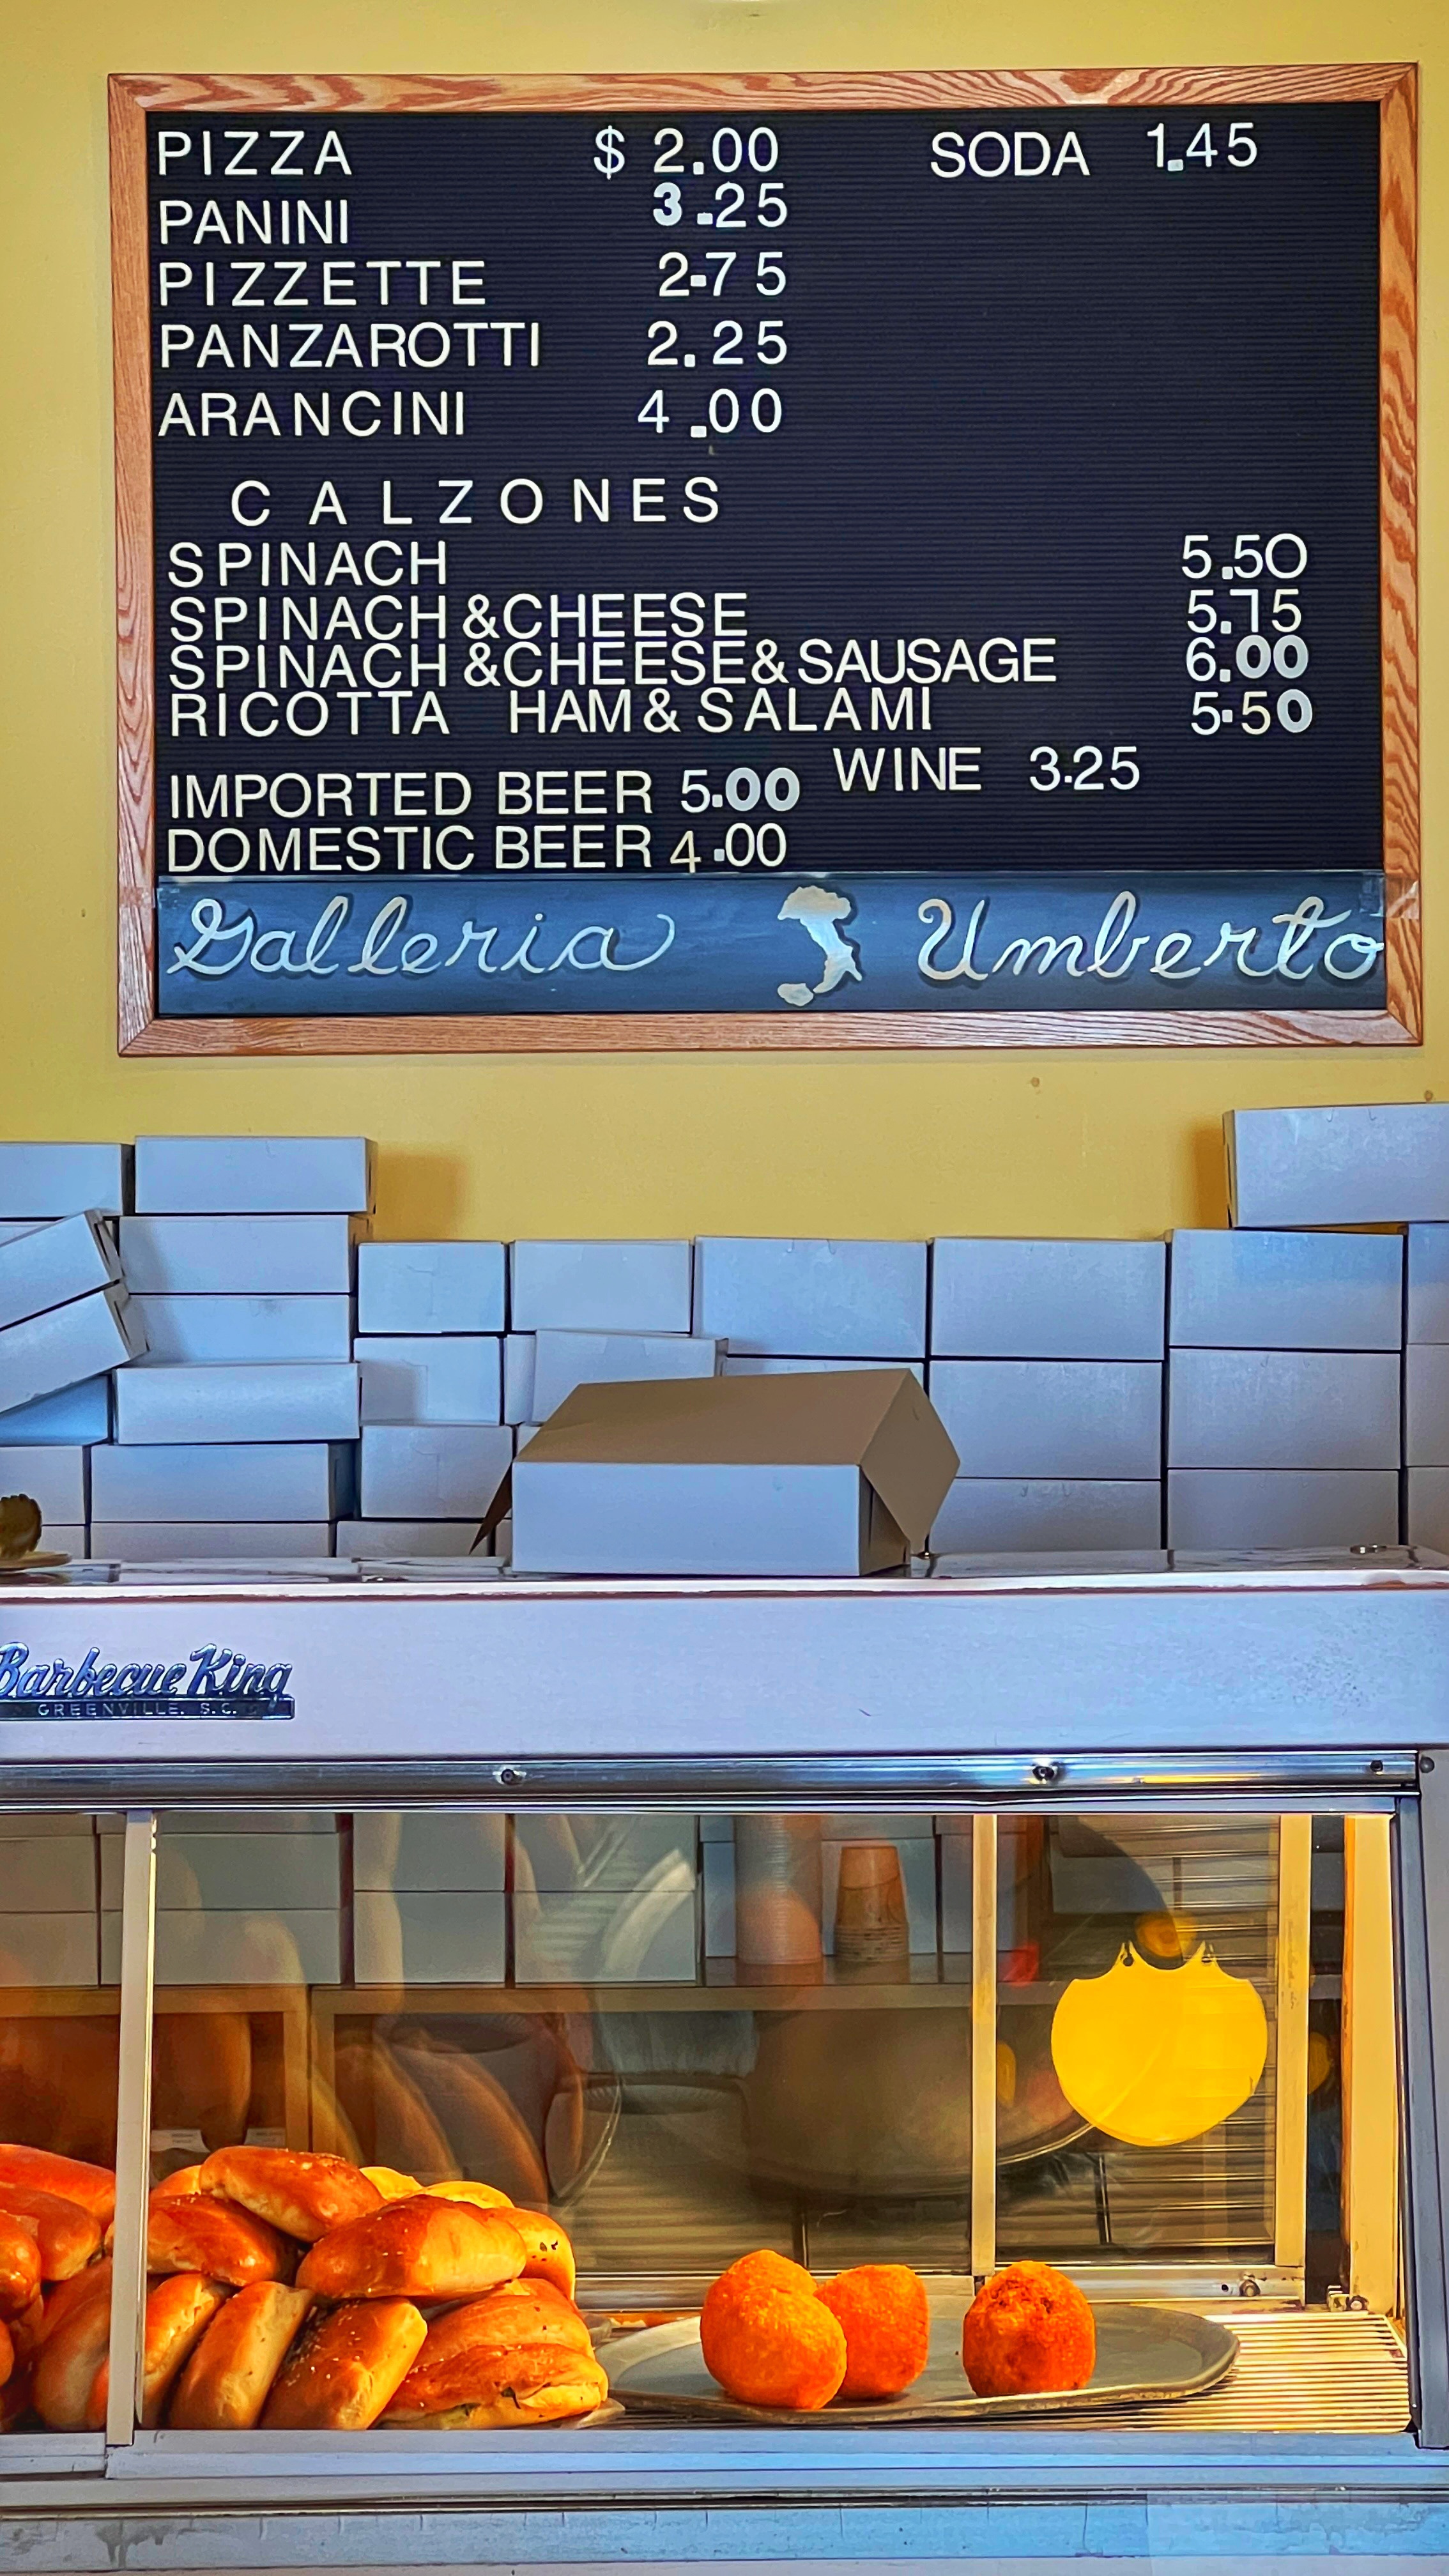 PIZZA $ 2.00 SODA 1.45
PANINI 3.25
PIZZETTE 2.75
PANZAROTTI 2.25
ARANCINI 4.00
CALZONES
SPINACH 5.50
SPINACH &CHEESE 5.75
SPINACH &CHEESE&SAUSAGE 6.00
RICOTTA HAM& SALAMI 5.50
IMPORTED BEER 5.00 WINE 3.25
DOMESTIC BEER 4.00
Galleria Umberto
Barbecue King
GREENVILLE, S.C.